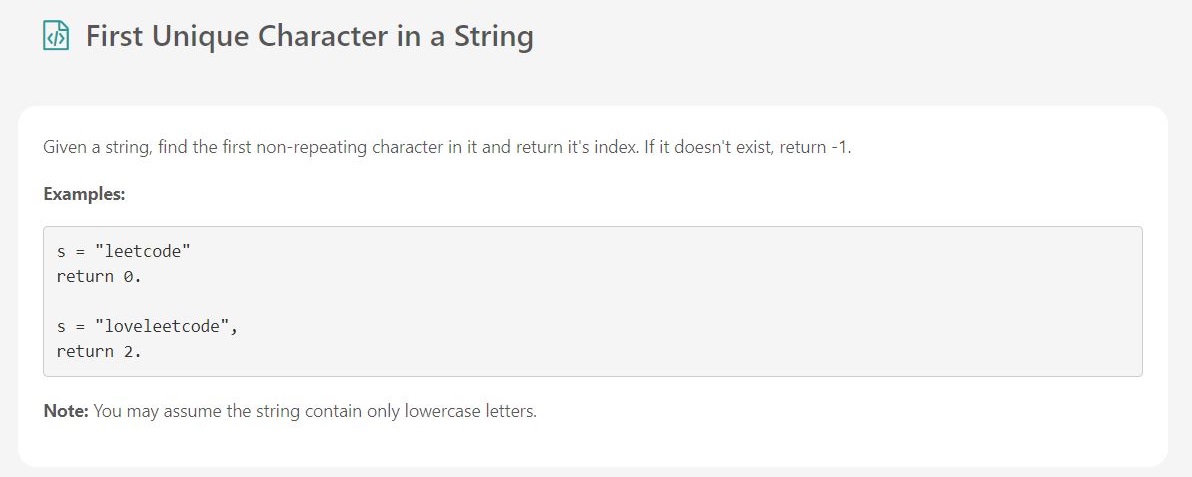 First Unique Character in a String
Given a string, find the first non-repeating character in it and return it's index. If it doesn't exist, return -1.
Examples:
s = "leetcode"
return 0.
s = "loveleetcode",
return 2.
Note: You may assume the string contain only lowercase letters.